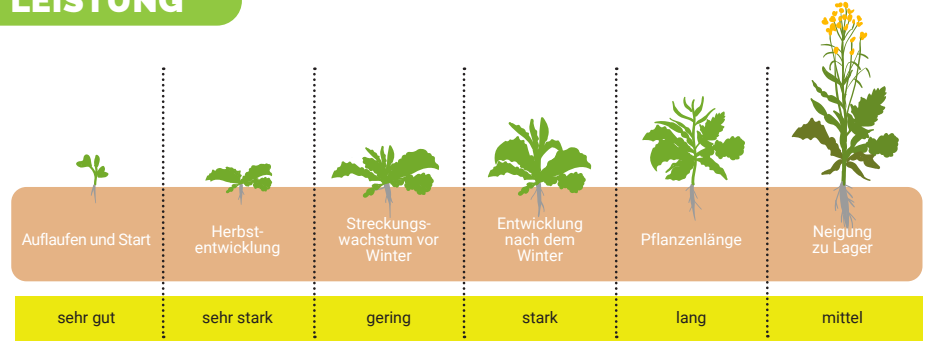 LEISTUNG
Auflaufen und Start
Herbst-
entwicklung
Streckungs-
wachstum vor
Winter
Entwicklung
nach dem
Winter
Pflanzenlänge
Neigung
zu Lager
sehr gut
sehr stark
gering
stark
lang
mittel